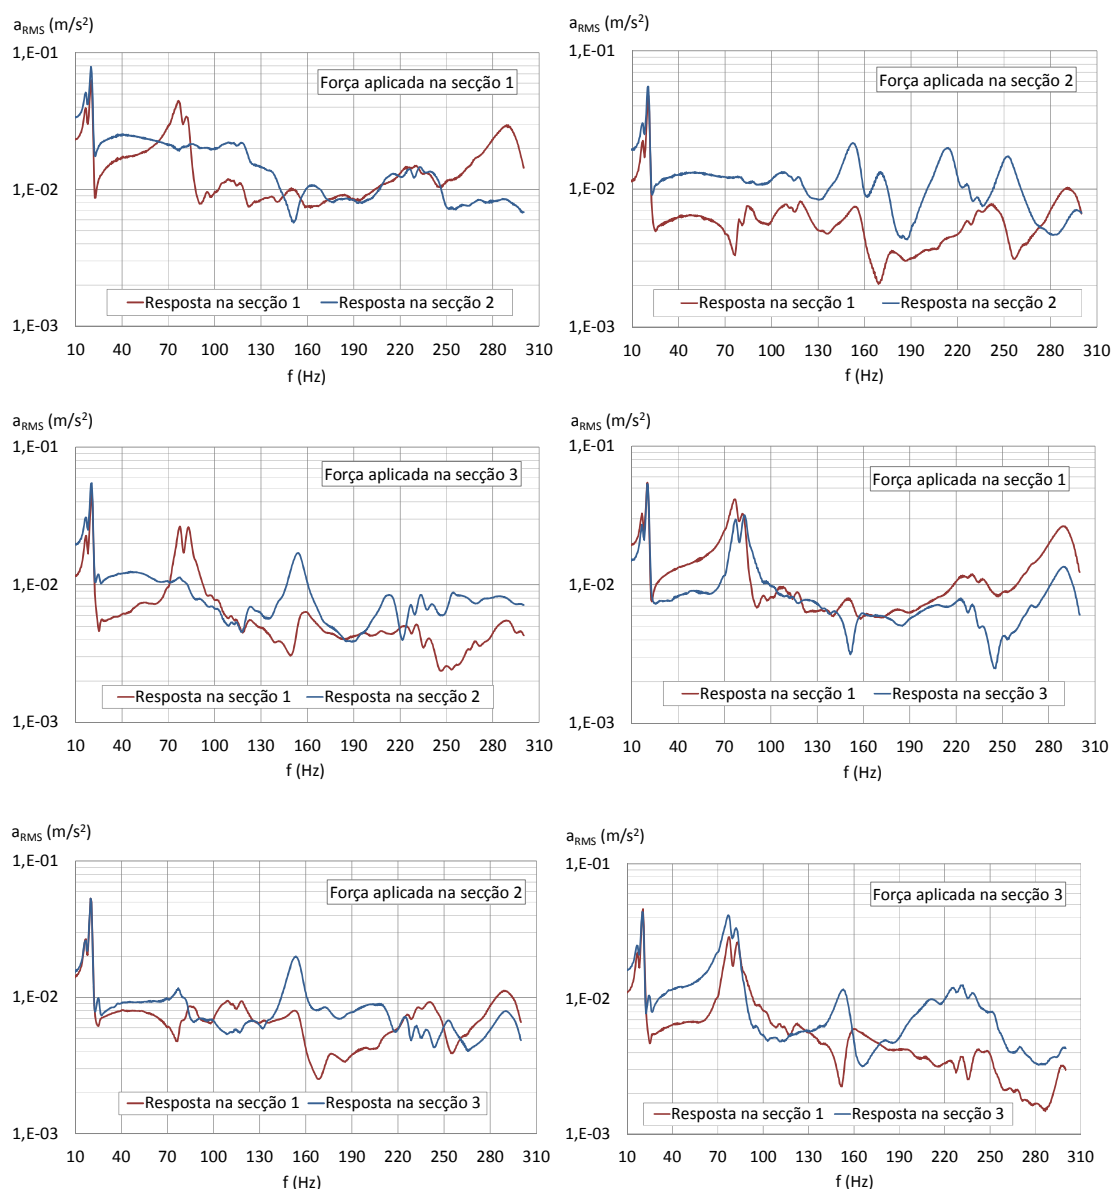 aRMS (m/s²)
1,E-01
Força aplicada na secção 1
1,E-02
Resposta na secção 1 Resposta na secção 2
1,E-03
10 40 70 100 130 160 190 220 250 280 310
f (Hz)
aRMS (m/s²)
1,E-01
Força aplicada na secção 2
1,E-02
Resposta na secção 1 Resposta na secção 2
1,E-03
10 40 70 100 130 160 190 220 250 280 310
f (Hz)
aRMS (m/s²)
1,E-01
Força aplicada na secção 3
1,E-02
Resposta na secção 1 Resposta na secção 2
1,E-03
10 40 70 100 130 160 190 220 250 280 310
f (Hz)
aRMS (m/s²)
1,E-01
Força aplicada na secção 1
1,E-02
Resposta na secção 1 Resposta na secção 3
1,E-03
10 40 70 100 130 160 190 220 250 280 310
f (Hz)
aRMS (m/s²)
1,E-01
Força aplicada na secção 2
1,E-02
Resposta na secção 1 Resposta na secção 3
1,E-03
10 40 70 100 130 160 190 220 250 280 310
f (Hz)
aRMS (m/s²)
1,E-01
Força aplicada na secção 3
1,E-02
Resposta na secção 1 Resposta na secção 3
1,E-03
10 40 70 100 130 160 190 220 250 280 310
f (Hz)